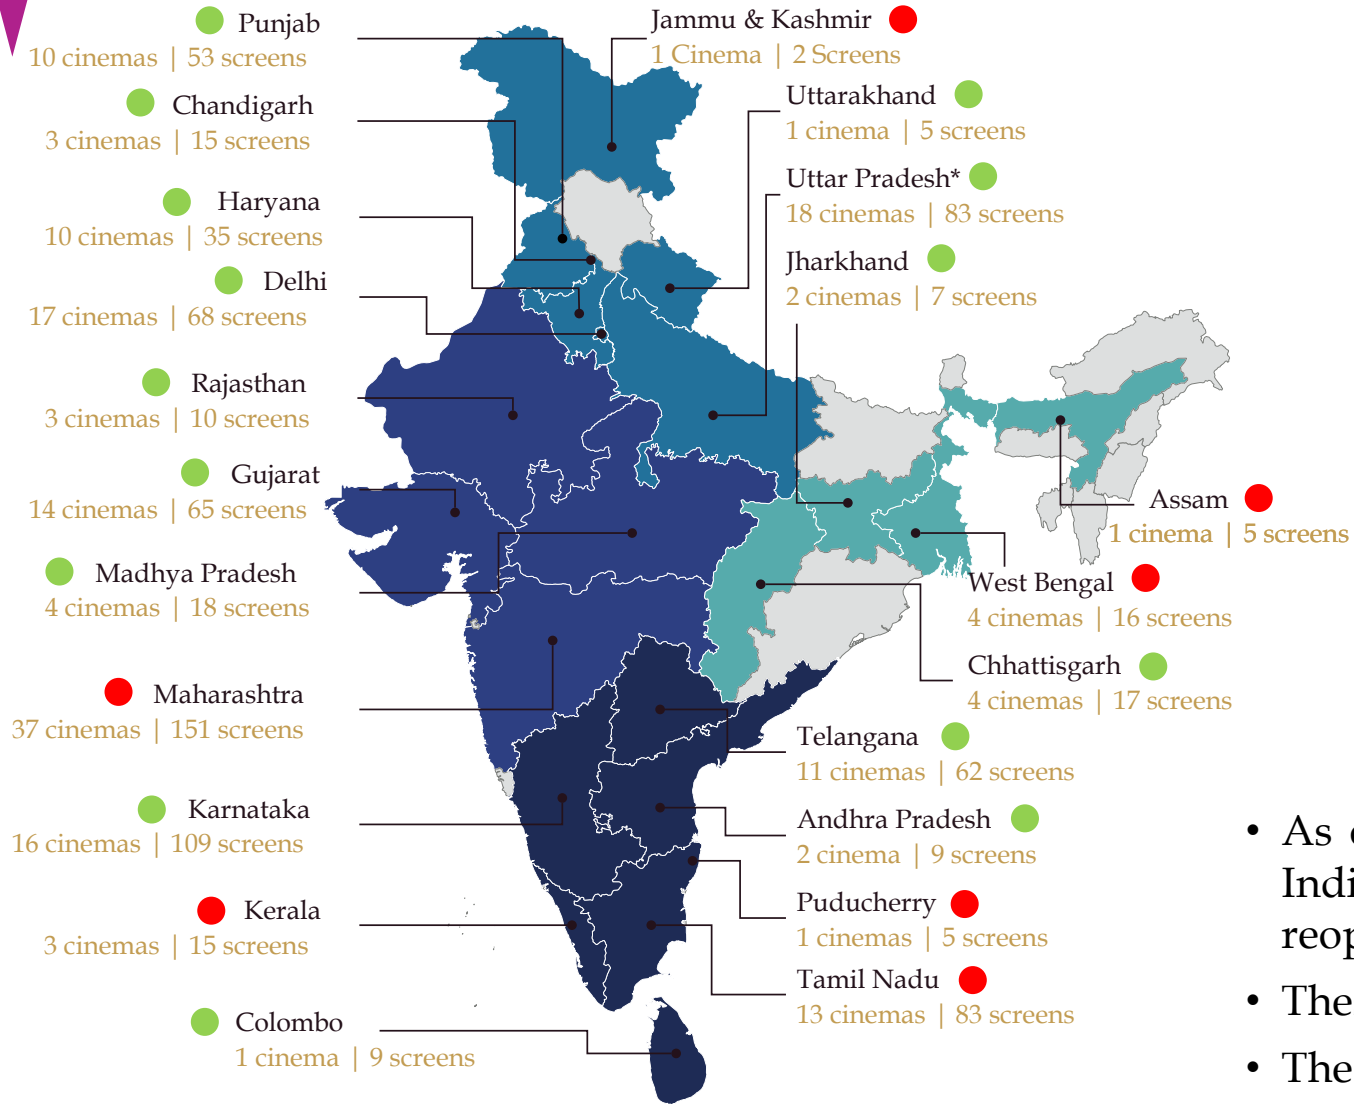 Punjab
10 cinemas | 53 screens
Chandigarh
3 cinemas | 15 screens
Haryana
10 cinemas | 35 screens
Delhi
17 cinemas | 68 screens
Rajasthan
3 cinemas | 10 screens
Gujarat
14 cinemas | 65 screens
Madhya Pradesh
4 cinemas | 18 screens
Maharashtra
37 cinemas | 151 screens
Karnataka
16 cinemas | 109 screens
Kerala
3 cinemas | 15 screens
Colombo
1 cinema | 9 screens
Jammu & Kashmir
1 Cinema | 2 Screens
Uttarakhand
1 cinema | 5 screens
Uttar Pradesh*
18 cinemas | 83 screens
Jharkhand
2 cinemas | 7 screens
Assam
1 cinema | 5 screens
West Bengal
4 cinemas | 16 screens
Chhattisgarh
4 cinemas | 17 screens
Telangana
11 cinemas | 62 screens
Andhra Pradesh
2 cinema | 9 screens
Puducherry
1 cinemas | 5 screens
Tamil Nadu
13 cinemas | 83 screens
• As
• The
• The